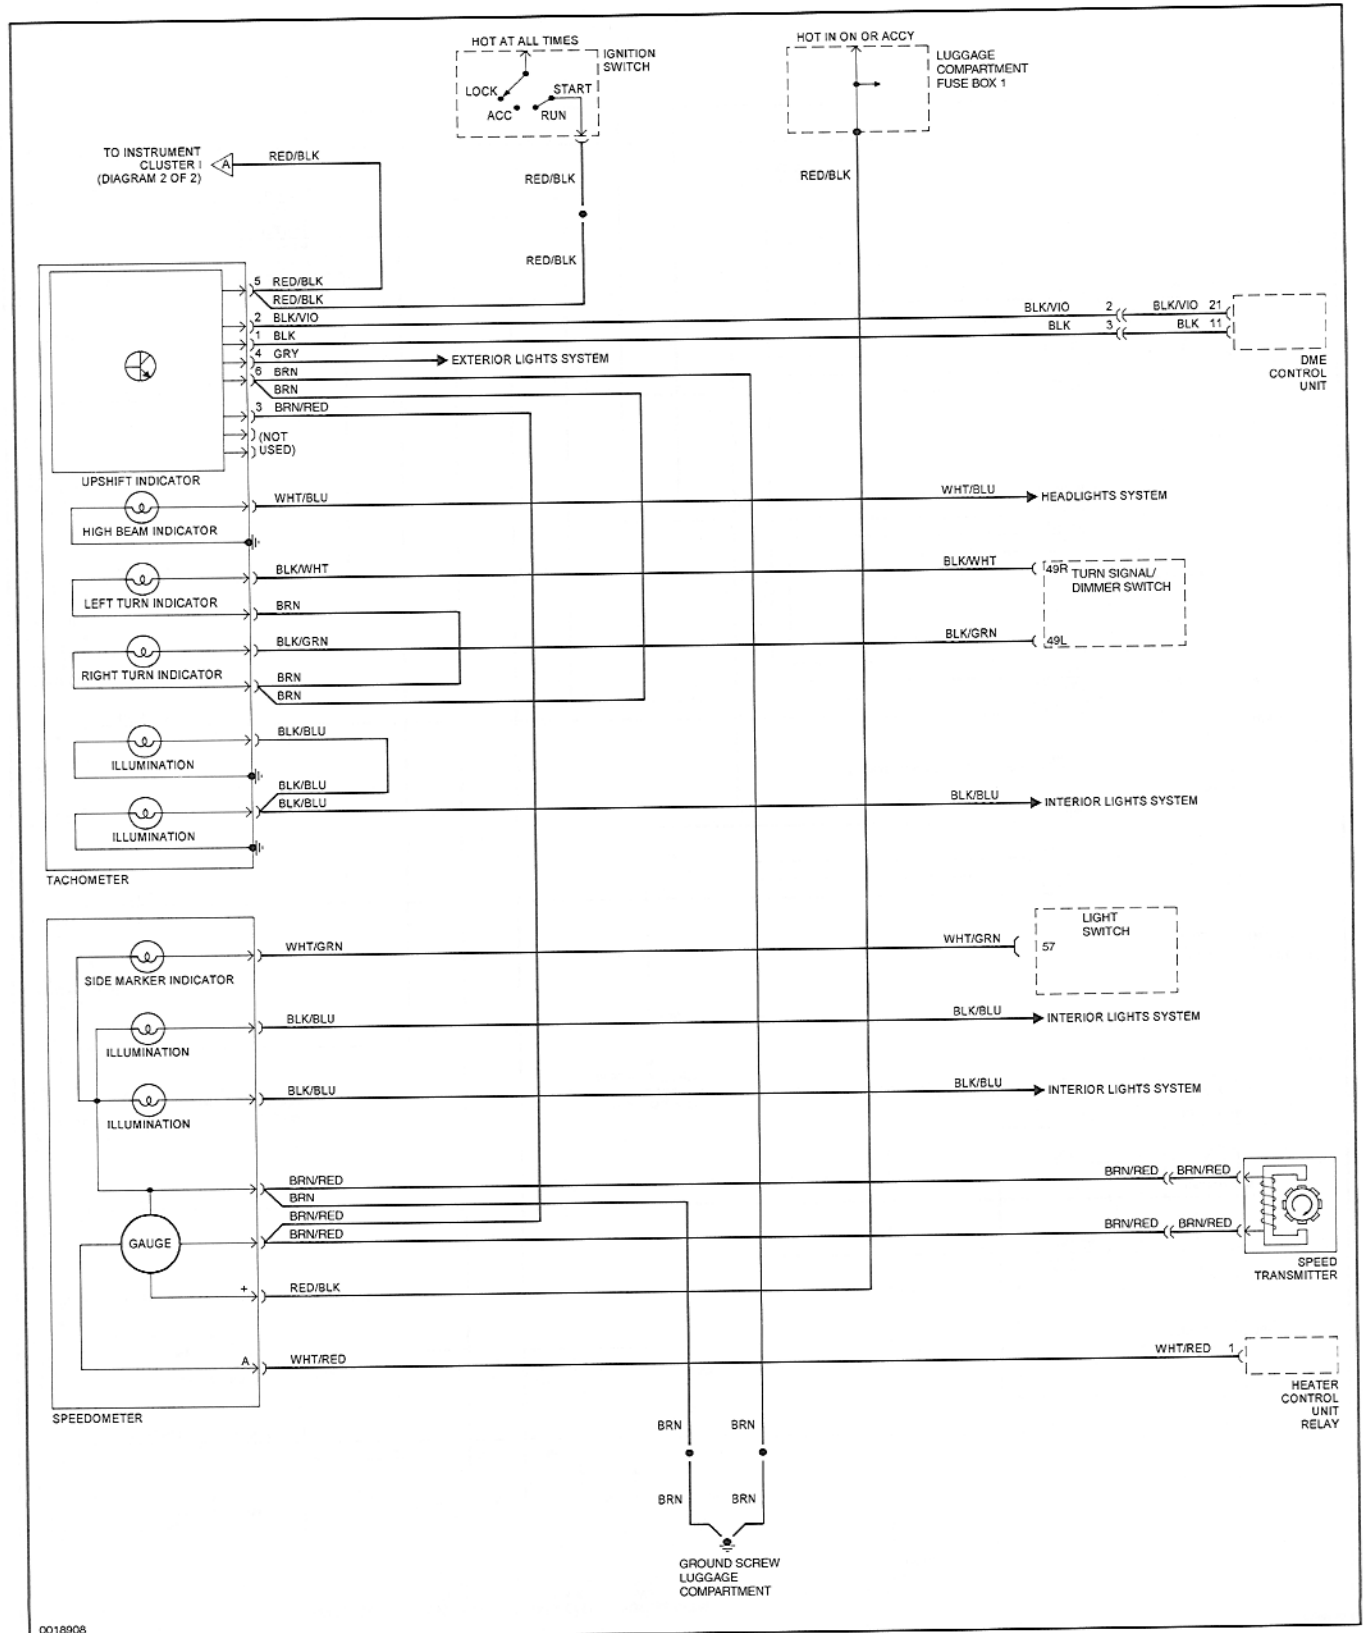 HOT AT ALL TIMES
IGNITION
SWITCH
LOCK
START
ACC
RUN
HOT IN ON OR ACCY
LUGGAGE
COMPARTMENT
FUSE BOX 1
TO INSTRUMENT
CLUSTER I
(DIAGRAM 2 OF 2)
A
RED/BLK
RED/BLK
RED/BLK
RED/BLK
5 RED/BLK
RED/BLK
2 BLK/VIO
1 BLK
4 GRY
EXTERIOR LIGHTS SYSTEM
6 BRN
BRN
3 BRN/RED
(NOT
USED)
BLK/VIO 2 BLK/VIO 21
BLK 3 BLK 11
DME
CONTROL
UNIT
UPSHIFT INDICATOR
WHT/BLU
WHT/BLU
HEADLIGHTS SYSTEM
HIGH BEAM INDICATOR
BLK/WHT
BLK/WHT
49R
TURN SIGNAL/
DIMMER SWITCH
LEFT TURN INDICATOR
BRN
BLK/GRN
BLK/GRN
49L
RIGHT TURN INDICATOR
BRN
BRN
BLK/BLU
ILLUMINATION
BLK/BLU
BLK/BLU
BLK/BLU
INTERIOR LIGHTS SYSTEM
ILLUMINATION
TACHOMETER
WHT/GRN
WHT/GRN
57
LIGHT
SWITCH
SIDE MARKER INDICATOR
BLK/BLU
BLK/BLU
INTERIOR LIGHTS SYSTEM
ILLUMINATION
BLK/BLU
BLK/BLU
INTERIOR LIGHTS SYSTEM
ILLUMINATION
BRN/RED
BRN/RED
BRN/RED
BRN
BRN/RED
BRN/RED
BRN/RED
BRN/RED
GAUGE
SPEED
TRANSMITTER
+
RED/BLK
A
WHT/RED
WHT/RED 1
HEATER
CONTROL
UNIT
RELAY
SPEEDOMETER
BRN
BRN
BRN
BRN
GROUND SCREW
LUGGAGE
COMPARTMENT
0018908